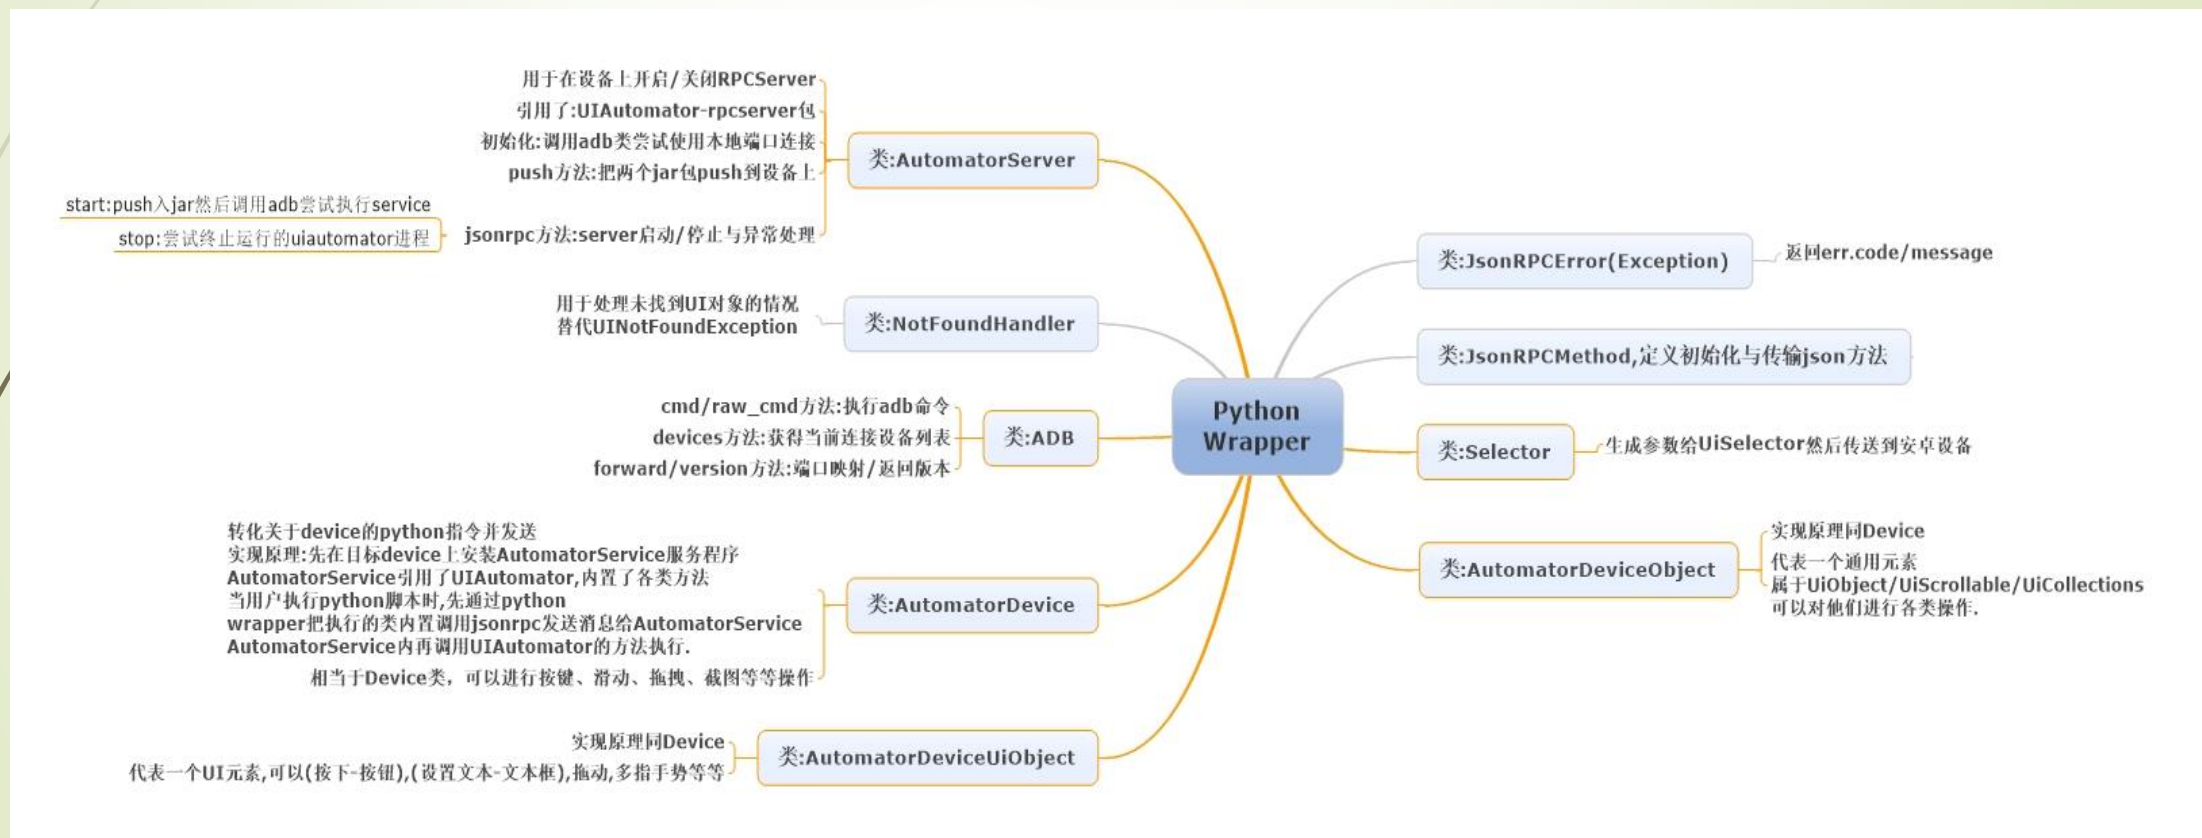 用于在设备上开启/关闭RPCServer
引用了:UIAutomator-rpcserver包
初始化:调用adb类尝试使用本地端口连接
push方法:把两个jar包push到设备上
start:push入jar然后调用adb尝试执行service
stop:尝试终止运行的uiautomator进程
jsonrpc方法:server启动/停止与异常处理
类:AutomatorServer
用于处理未找到UI对象的情况
替代UINotFoundException
类:NotFoundHandler
cmd/raw_cmd方法:执行adb命令
devices方法:获得当前连接设备列表
forward/version方法:端口映射/返回版本
类:ADB
转化关于device的python指令并发送
实现原理:先在目标device上安装AutomatorService服务程序
AutomatorService引用了UIAutomator,内置了各类方法
当用户执行python脚本时,先通过python
wrapper把执行的类内置调用jsonrpc发送消息给AutomatorService
AutomatorService内再调用UIAutomator的方法执行.
相当于Device类，可以进行按键、滑动、拖拽、截图等等操作
类:AutomatorDevice
实现原理同Device
代表一个UI元素,可以(按下-按钮),(设置文本-文本框),拖动,多指手势等等
类:AutomatorDeviceUiObject
Python
Wrapper
类:JsonRPCError(Exception)
返回err.code/message
类:JsonRPCMethod,定义初始化与传输json方法
类:Selector
生成参数给UiSelector然后传送到安卓设备
类:AutomatorDeviceObject
实现原理同Device
代表一个通用元素
属于UiObject/UiScrollable/UiCollections
可以对他们进行各类操作.